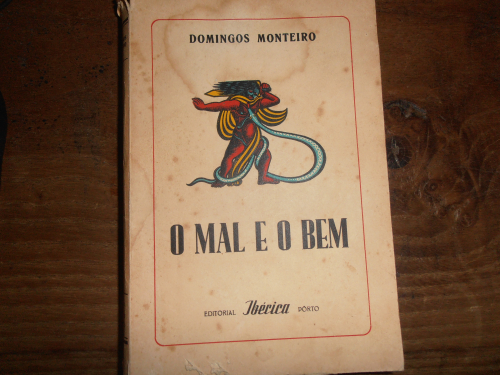 DOMINGOS MONTEIRO
O MAL E O BEM
EDITORIAL Ibérica PÔRTO